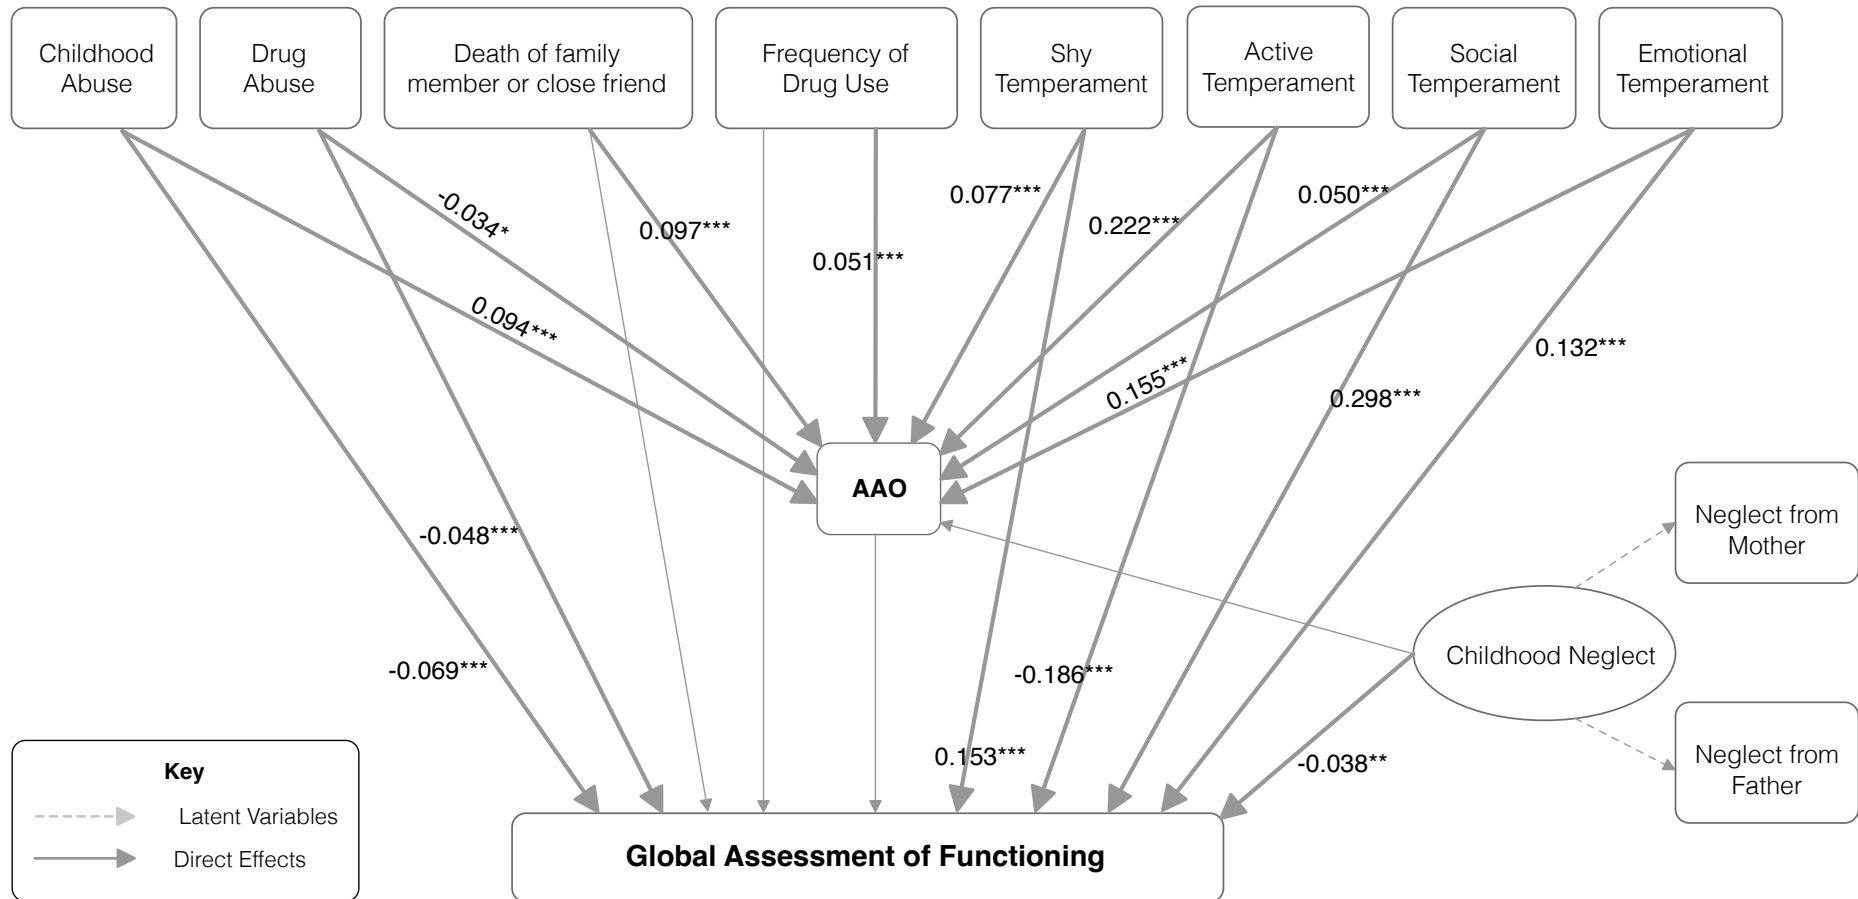 Childhood
Abuse
Drug
Abuse
Death of family
member or close friend
Frequency of
Drug Use
Shy
Temperament
Active
Temperament
Social
Temperament
Emotional
Temperament
-0.034*
0.097***
0.051***
0.077***
0.222***
0.050***
0.094***
0.155***
0.132***
0.298***
AAO
-0.048***
-0.069***
-0.186***
0.153***
-0.038**
Neglect from
Mother
Childhood Neglect
Neglect from
Father
Key
Latent Variables
Direct Effects
Global Assessment of Functioning